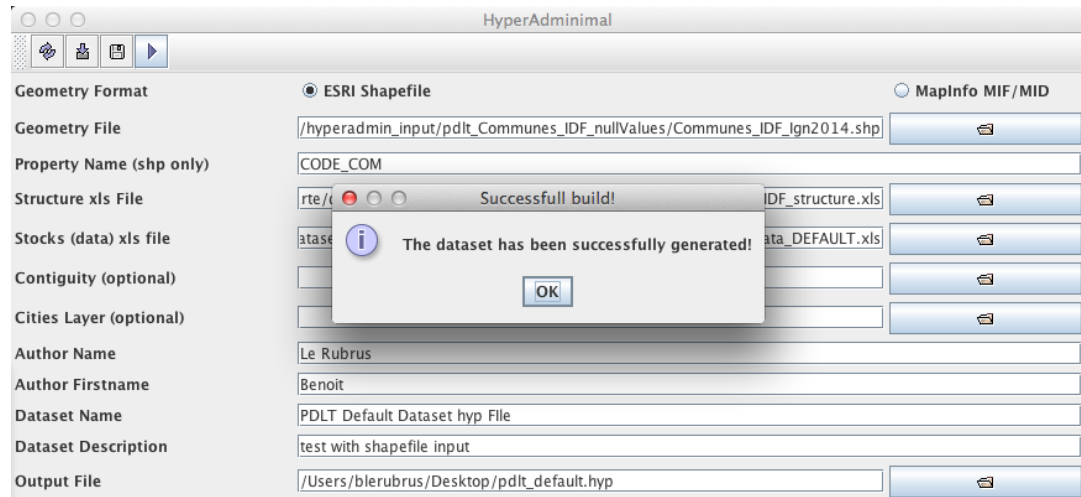 HyperAdminimal
Geometry Format ESRI Shapefile MapInfo MIF/MID
Geometry File /hyperadmin_input/pdlt_Communes_IDF_nullValues/Communes_IDF_Ign2014.shp
Property Name (shp only) CODE_COM
Structure xls File rte/ IDF_structure.xls
Successfull build!
Stocks (data) xls file atase ata_DEFAULT.xls
The dataset has been successfully generated!
Contiguity (optional)
OK
Cities Layer (optional)
Author Name Le Rubrus
Author Firstname Benoit
Dataset Name PDLT Default Dataset hyp FIle
Dataset Description test with shapefile input
Output File /Users/blerubrus/Desktop/pdlt_default.hyp